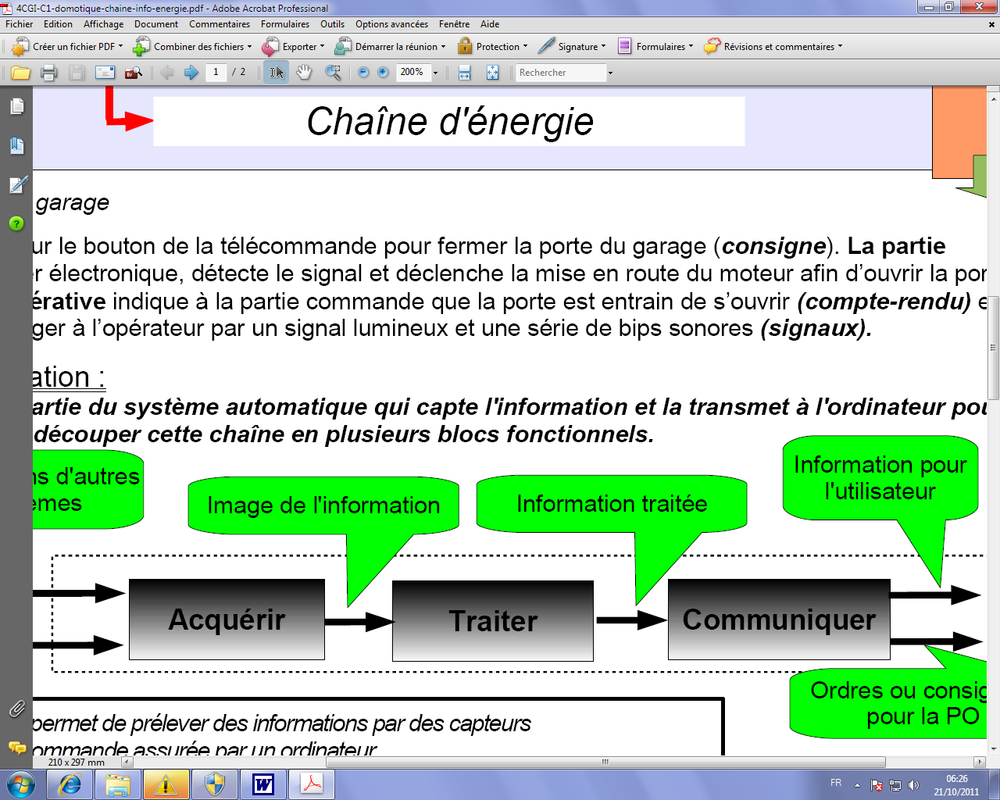 4CGI-C1-domotique-chaine-info-energie.pdf - Adobe Acrobat Professional
Fichier Edition Affichage Document Commentaires Formulaires Outils Options avancées Fenêtre Aide
Créer un fichier PDF Combiner des fichiers Exporter Démarrer la réunion Protection Signature Formulaires Révisions et commentaires
1 / 2 200% Rechercher
Chaîne d'énergie
garage
ur le bouton de la télécommande pour fermer la porte du garage (consigne). La partie
er électronique, détecte le signal et déclenche la mise en route du moteur afin d’ouvrir la por
érative indique à la partie commande que la porte est entrain de s’ouvrir (compte-rendu) e
ger à l’opérateur par un signal lumineux et une série de bips sonores (signaux).
ation :
artie du système automatique qui capte l'information et la transmet à l'ordinateur pou
découper cette chaîne en plusieurs blocs fonctionnels.
ns d'autres
èmes
Image de l'information
Information traitée
Information pour
l'utilisateur
Acquérir
Traiter
Communiquer
Ordres ou consig
pour la PO
permet de prélever des informations par des capteurs
ommande assurée par un ordinateur
210 x 297 mm
FR
06:26
21/10/2011